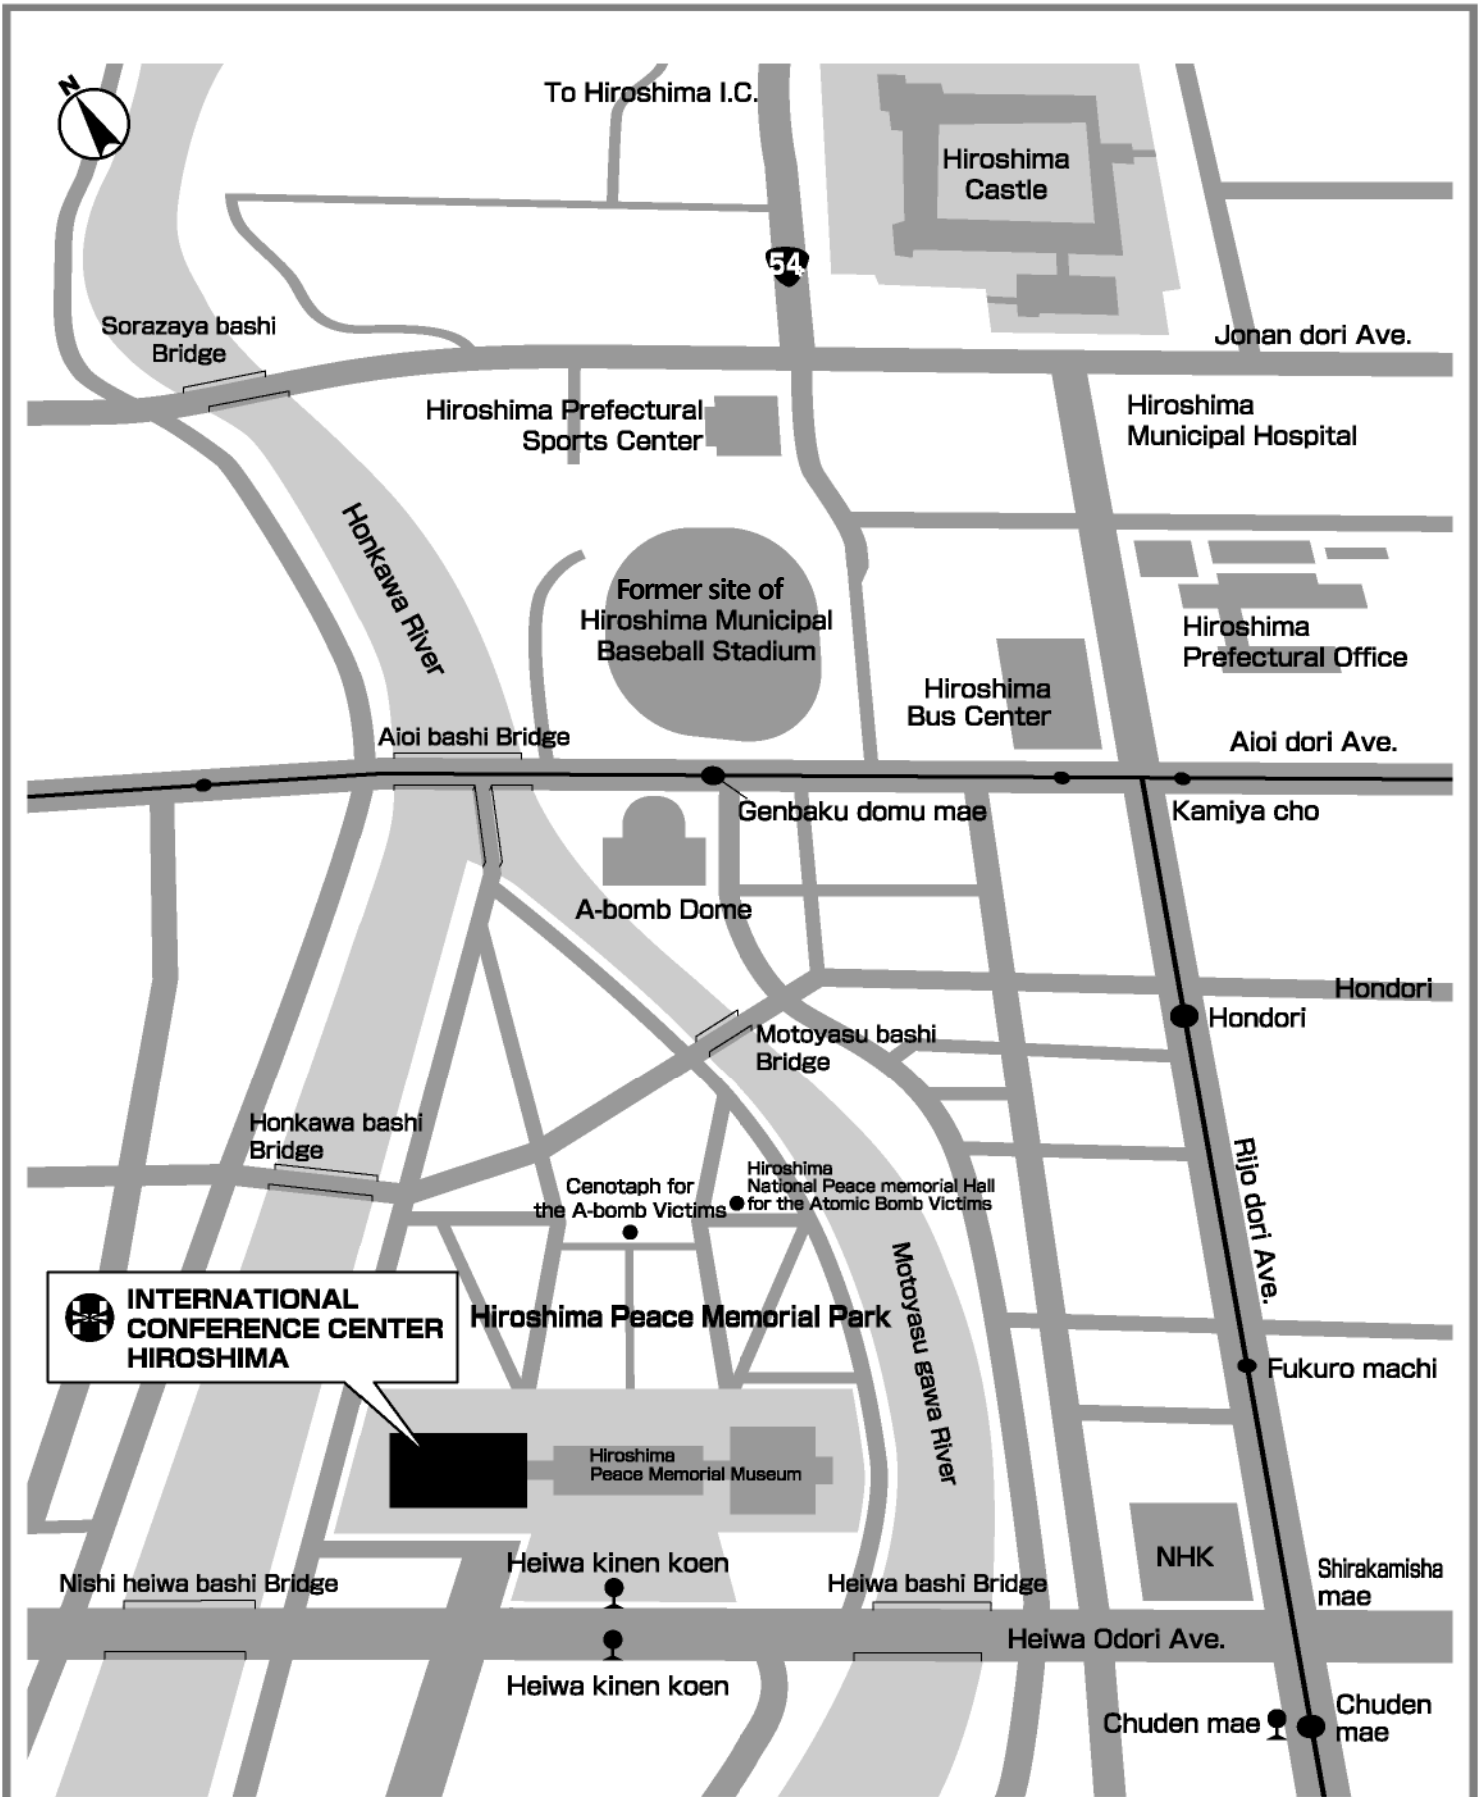 N
To Hiroshima I.C.
Hiroshima
Castle
54
Sorazaya bashi
Bridge
Jonan dori Ave.
Hiroshima Prefectural
Sports Center
Hiroshima
Municipal Hospital
Honkawa River
Former site of
Hiroshima Municipal
Baseball Stadium
Hiroshima
Prefectural Office
Hiroshima
Bus Center
Aioi bashi Bridge
Aioi dori Ave.
Genbaku domu mae
Kamiya cho
A-bomb Dome
Hondori
Hondori
Motoyasu bashi
Bridge
Honkawa bashi
Bridge
Rijo dori Ave.
Cenotaph for
the A-bomb Victims
Hiroshima
National Peace memorial Hall
for the Atomic Bomb Victims
Motoyasu gawa River
INTERNATIONAL
CONFERENCE CENTER
HIROSHIMA
Hiroshima Peace Memorial Park
Fukuro machi
Hiroshima
Peace Memorial Museum
NHK
Heiwa kinen koen
Nishi heiwa bashi Bridge
Heiwa bashi Bridge
Shirakamisha
mae
Heiwa Odori Ave.
Heiwa kinen koen
Chuden mae
Chuden
mae